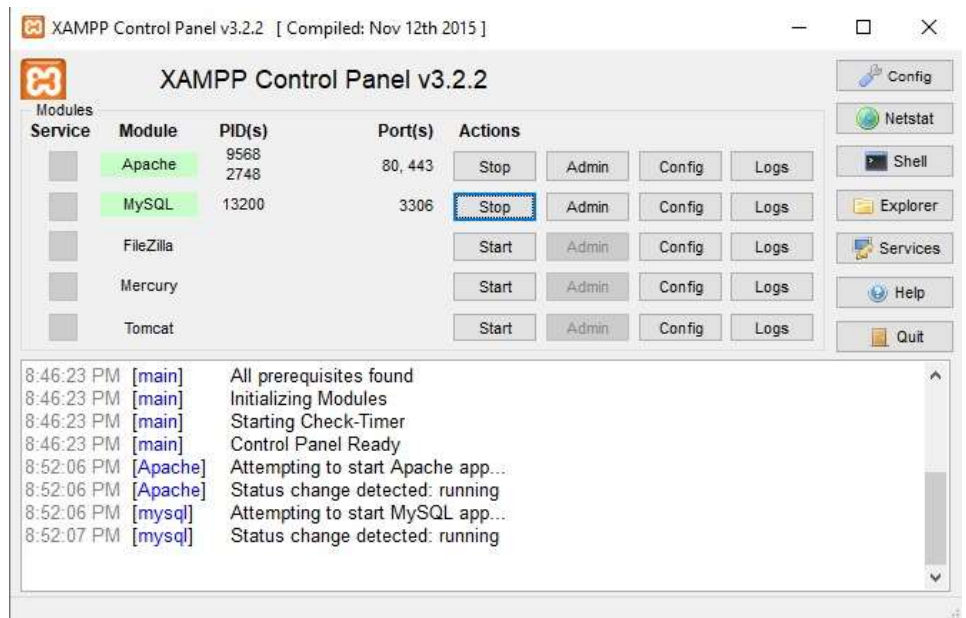 XAMPP Control Panel v3.2.2 [ Compiled: Nov 12th 2015 ]
XAMPP Control Panel v3.2.2
Config
Modules
Service Module PID(s) Port(s) Actions
Netstat
Apache 9568 2748 80, 443 Stop Admin Config Logs
Shell
MySQL 13200 3306 Stop Admin Config Logs
Explorer
FileZilla Start Admin Config Logs
Services
Mercury Start Admin Config Logs
Help
Tomcat Start Admin Config Logs
Quit
8:46:23 PM [main] All prerequisites found
8:46:23 PM [main] Initializing Modules
8:46:23 PM [main] Starting Check-Timer
8:46:23 PM [main] Control Panel Ready
8:52:06 PM [Apache] Attempting to start Apache app...
8:52:06 PM [Apache] Status change detected: running
8:52:06 PM [mysql] Attempting to start MySQL app...
8:52:07 PM [mysql] Status change detected: running